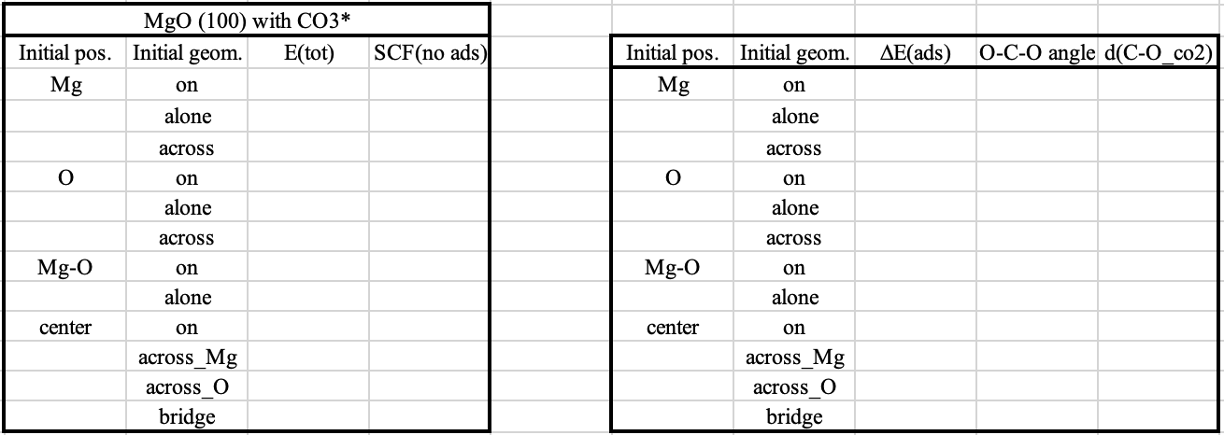 MgO (100) with CO3*
Initial pos. Initial geom. E(tot) SCF(no ads)
Mg on
alone
across
O on
alone
across
Mg-O on
alone
center on
across_Mg
across_O
bridge
Initial pos. Initial geom. ΔE(ads) O-C-O angle d(C-O_co2)
Mg on
alone
across
O on
alone
across
Mg-O on
alone
center on
across_Mg
across_O
bridge